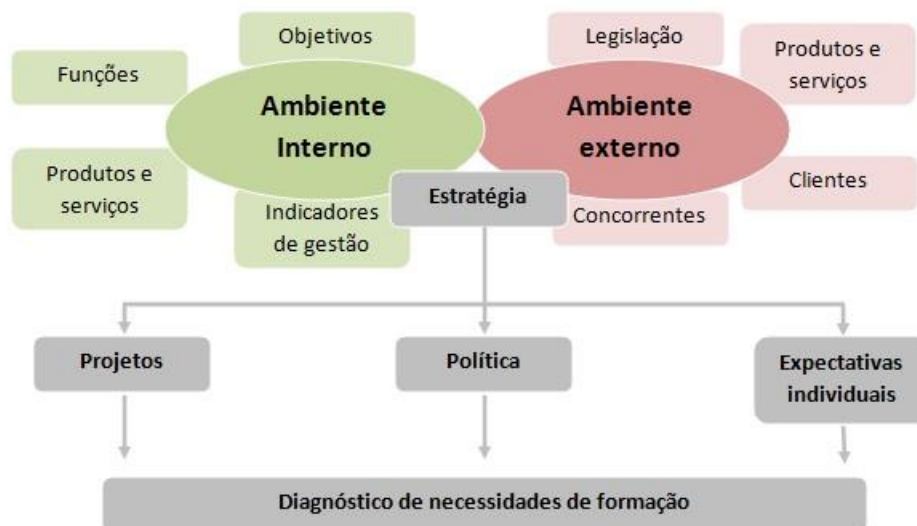 Objetivos
Legislação
Funções
Produtos e
serviços
Ambiente
Interno
Ambiente
externo
Produtos e
serviços
Clientes
Estratégia
Indicadores
de gestão
Concorrentes
Projetos
Política
Expectativas
individuais
Diagnóstico de necessidades de formação